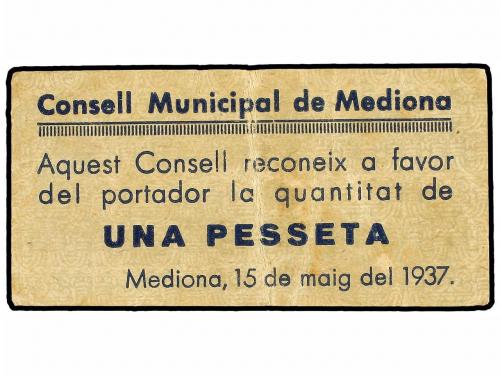 Consell Municipal de Mediona
Aquest Consell reconeix a favor
del portador la quantitat de
UNA PESSETA
Mediona, 15 de maig del 1937.